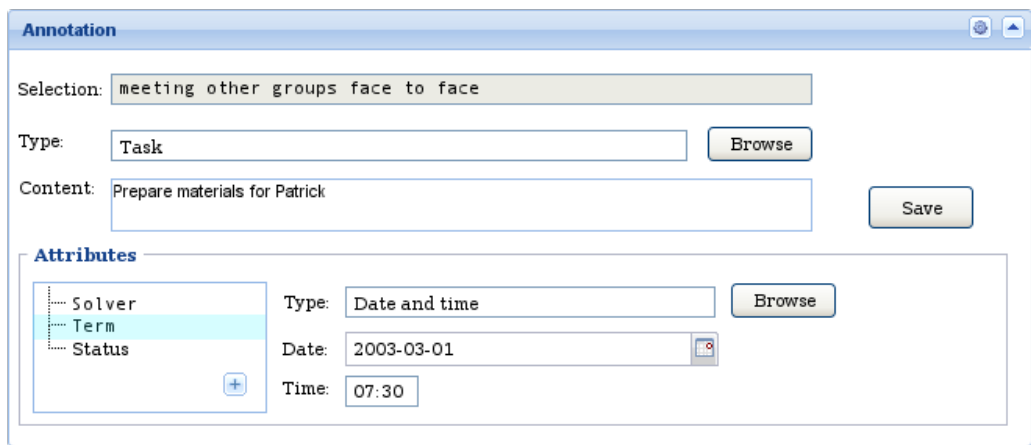 Annotation
Selection: meeting other groups face to face
Type: Task Browse
Content: Prepare materials for Patrick
Save
Attributes
Solver
Term
Status
Type: Date and time Browse
Date: 2003-03-01
Time: 07:30